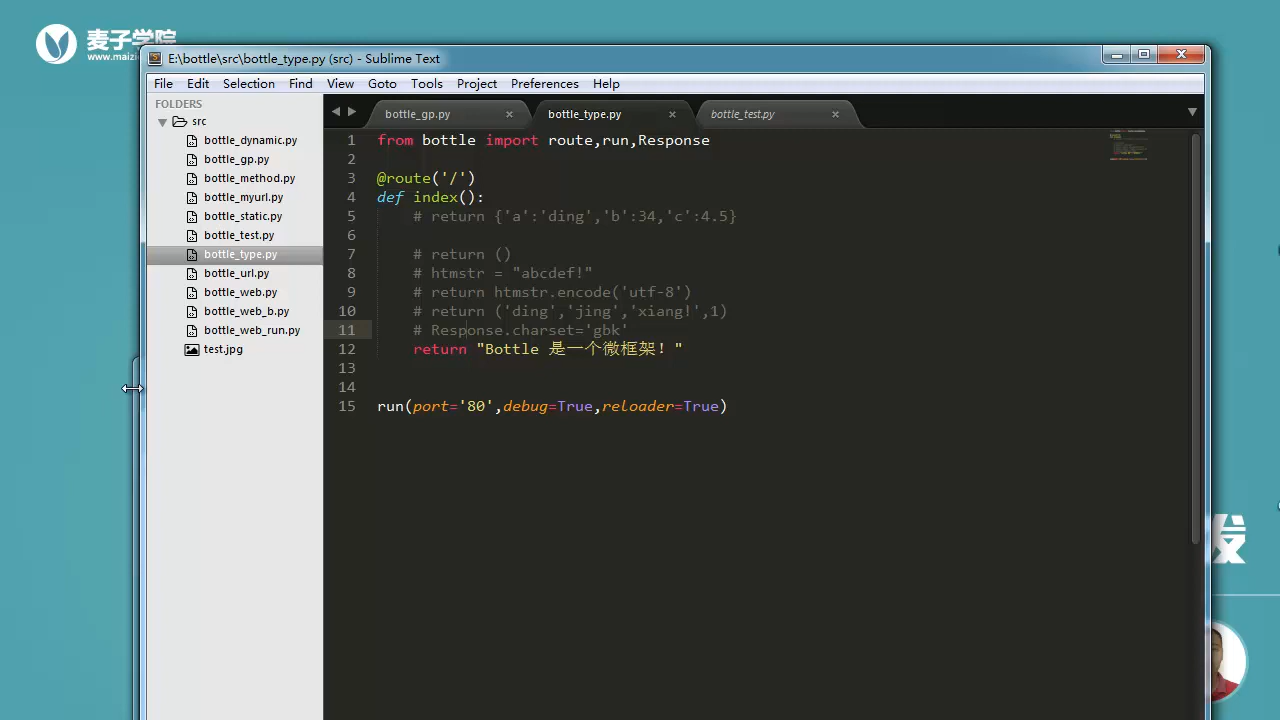 麦子学院
E:\bottle\src\bottle_type.py (src) - Sublime Text
File Edit Selection Find View Goto Tools Project Preferences Help
FOLDERS
src
bottle_dynamic.py
bottle_gp.py
bottle_method.py
bottle_myurl.py
bottle_static.py
bottle_test.py
bottle_type.py
bottle_url.py
bottle_web.py
bottle_web_b.py
bottle_web_run.py
test.jpg
bottle_gp.py bottle_type.py bottle_test.py
1 from bottle import route,run,Response
2
3 @route('/')
4 def index():
5 # return {'a':'ding','b':34,'c':4.5}
6
7 # return ()
8 # htmstr = "abcdef!"
9 # return htmstr.encode('utf-8')
10 # return ('ding','jing','xiang!',1)
11 # Response.charset='gbk'
12 return "Bottle 是一个微框架! "
13
14
15 run(port='80',debug=True,reloader=True)
发